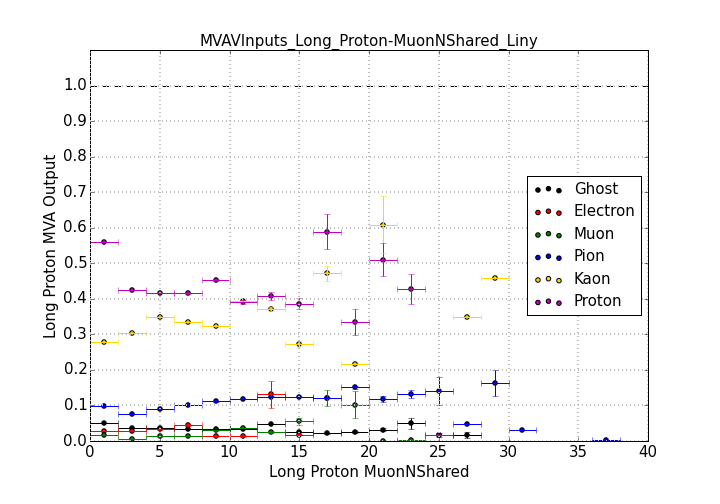 MVAVInputs_Long_Proton-MuonNShared_Liny
1.0
0.9
0.8
0.7
0.6
0.5
0.4
0.3
0.2
0.1
0.0
Long Proton MVA Output
Ghost
Electron
Muon
Pion
Kaon
Proton
0 5 10 15 20 25 30 35 40
Long Proton MuonNShared